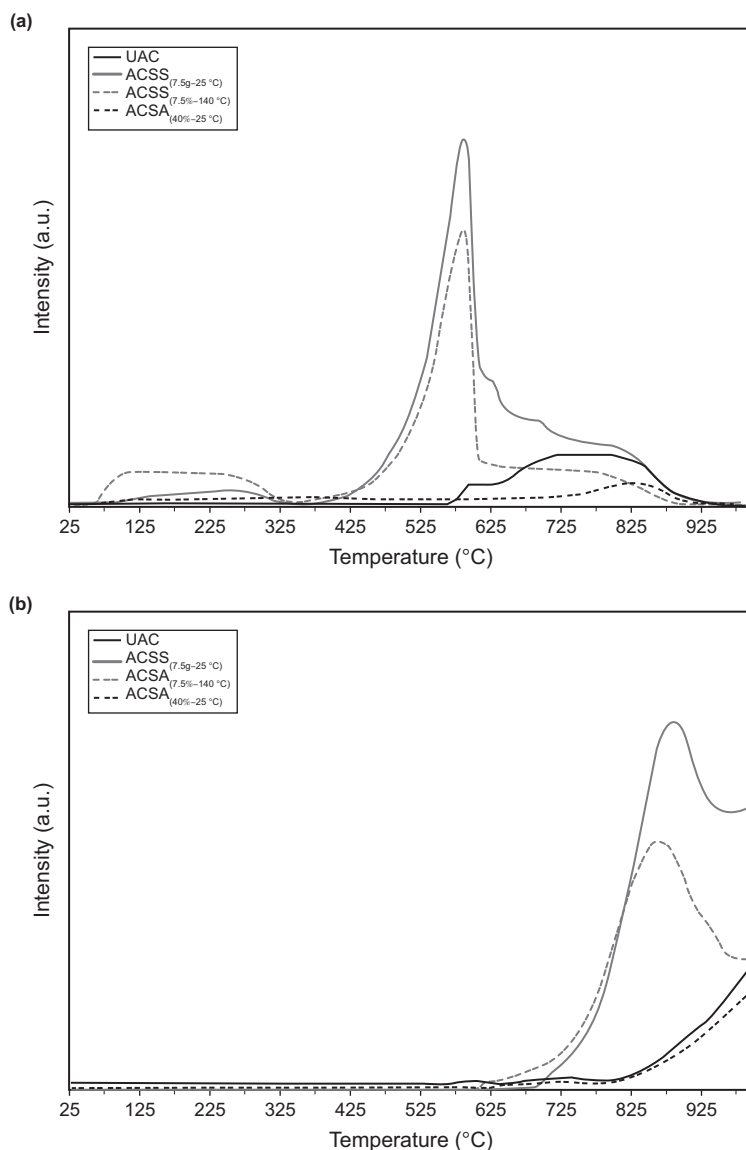 (a)
UAC
ACSS(7.5g–25 °C)
ACSS(7.5%–140 °C)
ACSA(40%–25 °C)
Intensity (a.u.)
25 125 225 325 425 525 625 725 825 925
Temperature (°C)
(b)
UAC
ACSS(7.5g–25 °C)
ACSA(7.5%–140 °C)
ACSA(40%–25 °C)
Intensity (a.u.)
25 125 225 325 425 525 625 725 825 925
Temperature (°C)